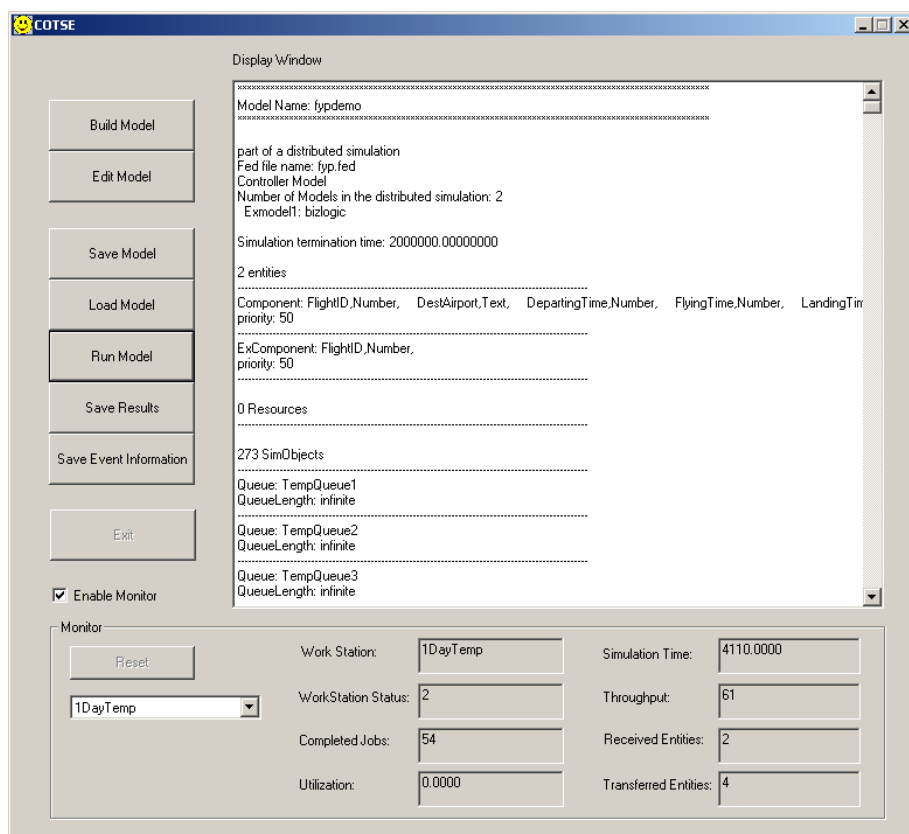 COTSE
Display Window
Build Model
Edit Model
Save Model
Load Model
Run Model
Save Results
Save Event Information
Exit
Enable Monitor
Model Name: fypdemo
part of a distributed simulation
Fed file name: fyp.fed
Controller Model
Number of Models in the distributed simulation: 2
Exmodel1: bizlogic
Simulation termination time: 2000000.00000000
2 entities
Component: FlightID,Number, DestAirport,Text, DepartingTime,Number, FlyingTime,Number, LandingTim
priority: 50
ExComponent: FlightID,Number,
priority: 50
0 Resources
273 SimObjects
Queue: TempQueue1
QueueLength: infinite
Queue: TempQueue2
QueueLength: infinite
Queue: TempQueue3
QueueLength: infinite
Monitor
Reset
1DayTemp
Work Station: 1DayTemp
WorkStation Status: 2
Completed Jobs: 54
Utilization: 0.0000
Simulation Time: 4110.0000
Throughput: 61
Received Entities: 2
Transferred Entities: 4